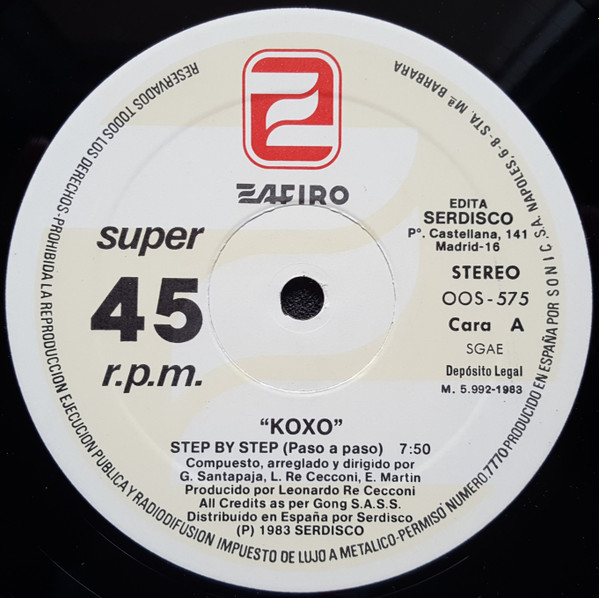 ZAFIRO
super
45
r.p.m.
EDITA
SERDISCO
Pº. Castellana, 141
Madrid-16
STEREO
OOS-575
Cara A
SGAE
Depósito Legal
M. 5.992-1983
"KOXO"
STEP BY STEP (Paso a paso) 7:50
Compuesto, arreglado y dirigido por
G. Santapaja, L. Re Cecconi, E. Martin
Producido por Leonardo Re Cecconi
All Credits as per Gong S.A.S.S.
Distribuido en España por Serdisco
(P) 1983 SERDISCO
RESERVADOS TODOS LOS DERECHOS-PROHIBIDA LA REPRODUCCION EJECUCION PUBLICA Y RADIODIFUSION IMPUESTO DE LUJO A METALICO-PERMISO NUMERO.7770 PRODUCIDO EN ESPAÑA POR SONIC S.A. NAPOLES, 6-8-STA. Mª. BARBARA